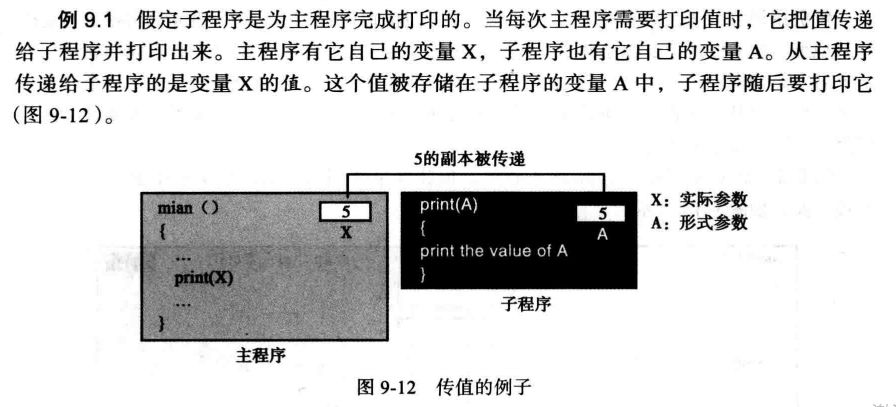 例 9.1 假定子程序是为主程序完成打印的。当每次主程序需要打印值时，它把值传递
给子程序并打印出来。主程序有它自己的变量 X，子程序也有它自己的变量 A。从主程序
传递给子程序的是变量 X 的值。这个值被存储在子程序的变量 A 中，子程序随后要打印它
（图 9-12）。
5的副本被传递
mian （）
{
...
print(X)
...
}
5
X
主程序
print(A)
{
print the value of A
}
5
A
子程序
X：实际参数
A：形式参数
图 9-12 传值的例子